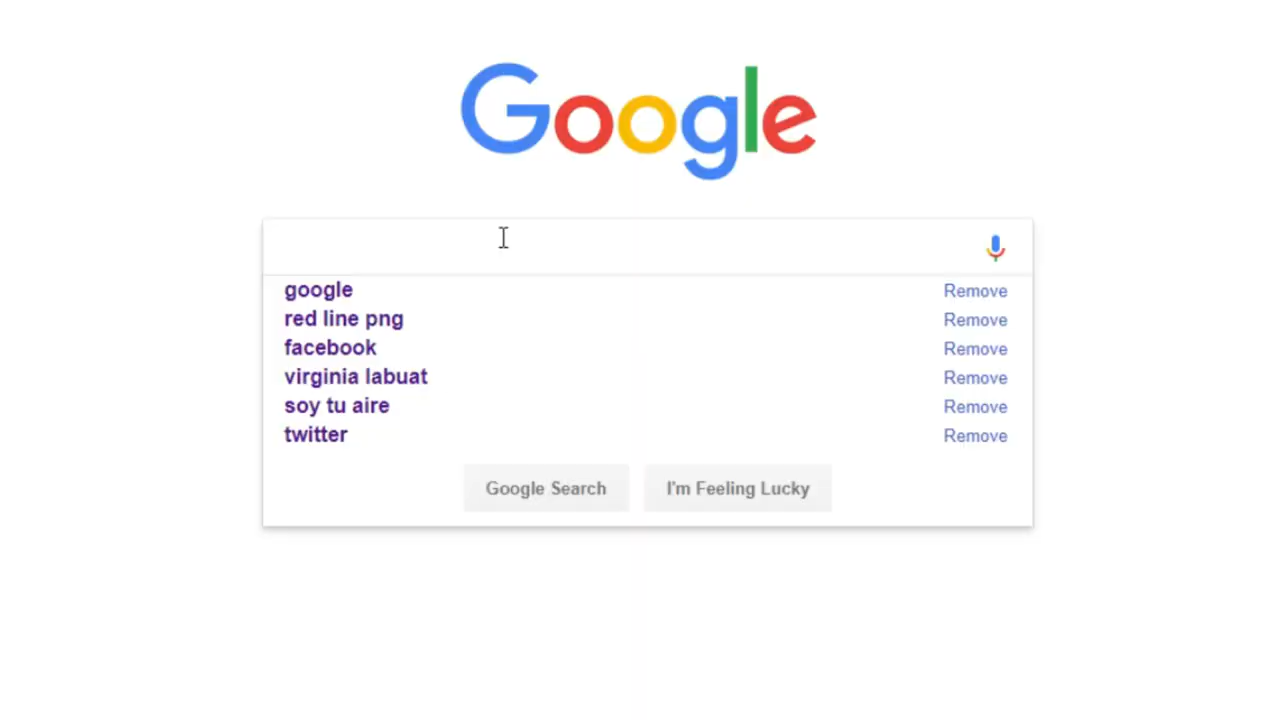 Google
google Remove
red line png Remove
facebook Remove
virginia labuat Remove
soy tu aire Remove
twitter Remove
Google Search I'm Feeling Lucky